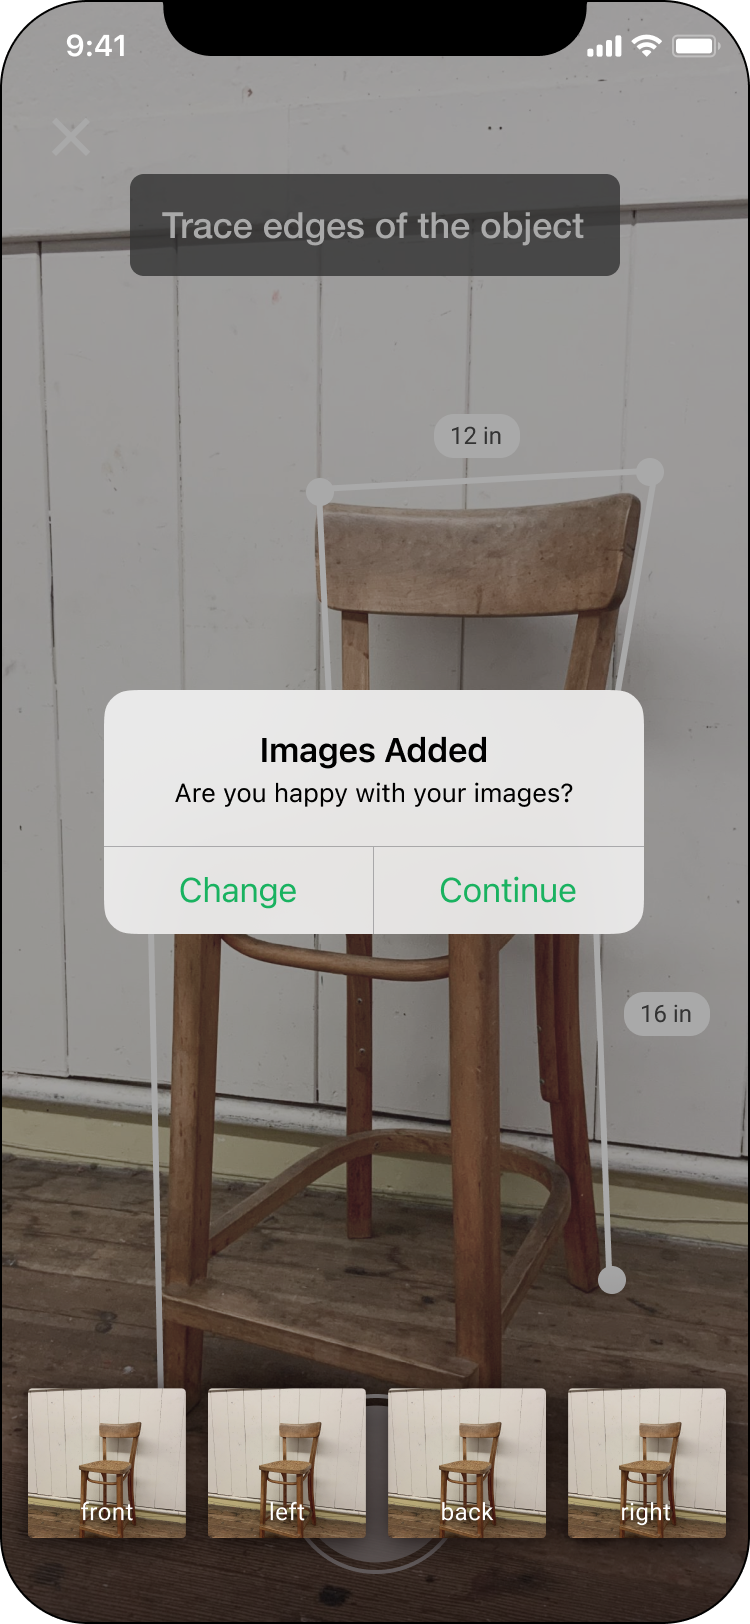 9:41
Trace edges of the object
12 in
Images Added
Are you happy with your images?
Change
Continue
16 in
front
left
back
right